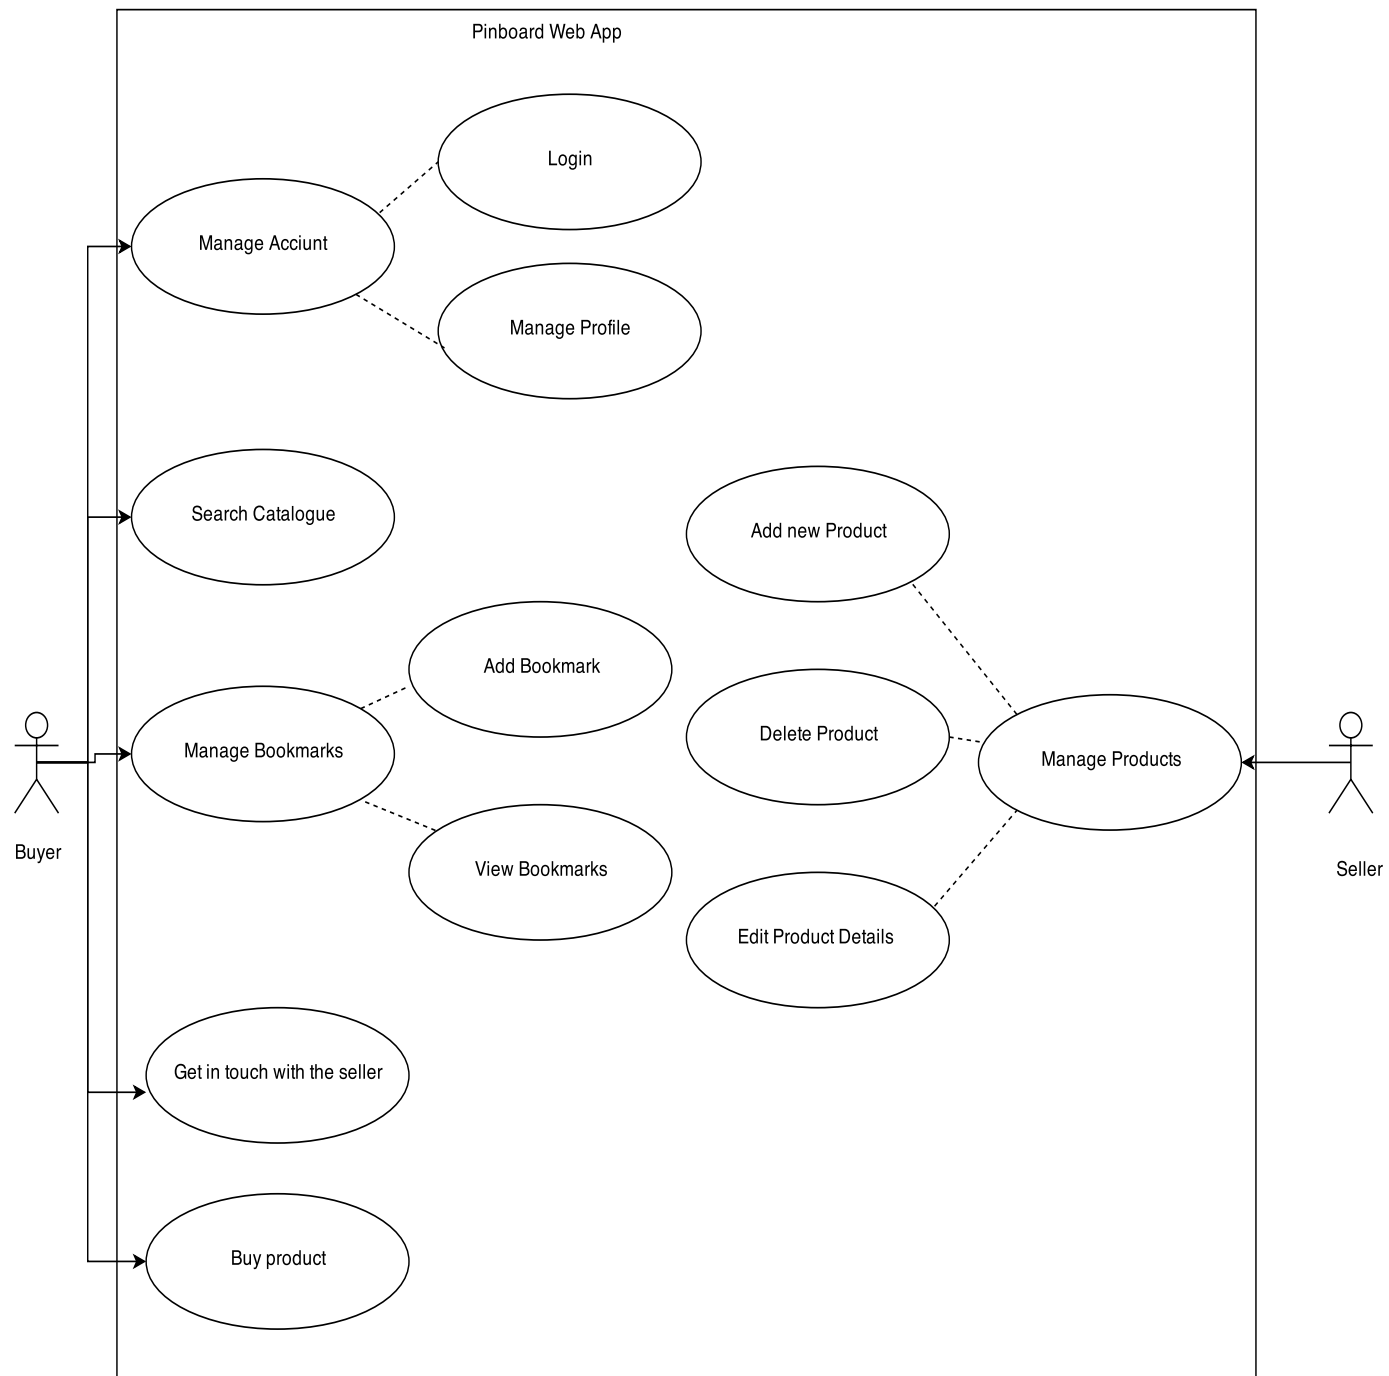 Pinboard Web App
Login
Manage Acciunt
Manage Profile
Search Catalogue
Add new Product
Add Bookmark
Delete Product
Manage Bookmarks
Manage Products
Buyer
View Bookmarks
Seller
Edit Product Details
Get in touch with the seller
Buy product